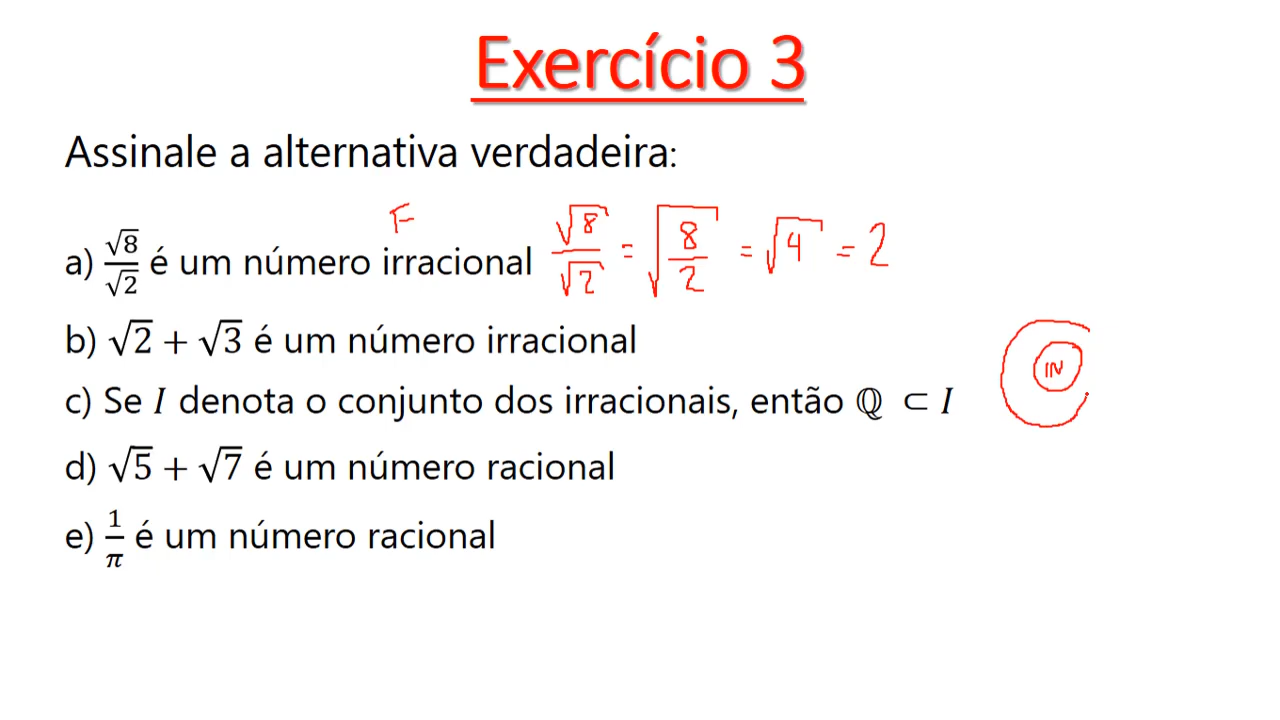 Exercício 3
Assinale a alternativa verdadeira:
F
a) √8/√2 é um número irracional √8/√2 = √(8/2) = √4 = 2
b) √2 + √3 é um número irracional
IN
c) Se I denota o conjunto dos irracionais, então ℚ ⊂ I
d) √5 + √7 é um número racional
e) 1/π é um número racional